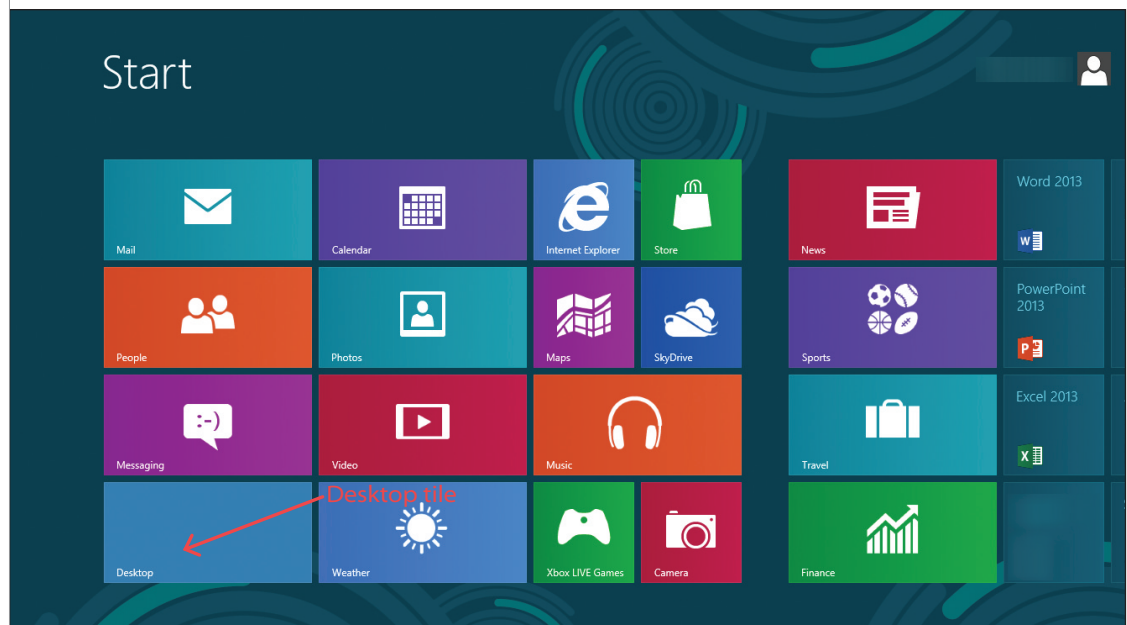 Start
Mail
Calendar
Internet Explorer
Store
News
Word 2013
People
Photos
Maps
SkyDrive
Sports
PowerPoint
2013
Messaging
:-)
Video
Music
Travel
Excel 2013
Desktop tile
Desktop
Weather
Xbox LIVE Games
Camera
Finance